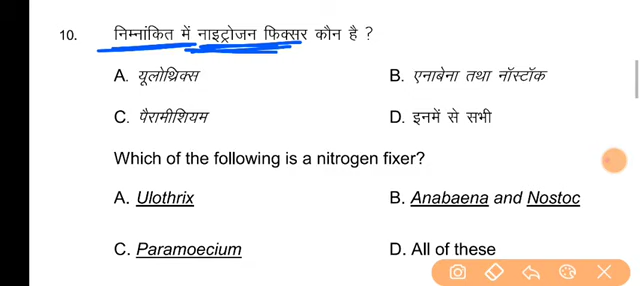 10. निम्नांकित में नाइट्रोजन फिक्सर कौन है ?
A. यूलोथ्रिक्स B. एनाबेना तथा नॉस्टॉक
C. पैरामीशियम D. इनमें से सभी
Which of the following is a nitrogen fixer?
A. Ulothrix B. Anabaena and Nostoc
C. Paramoecium D. All of these